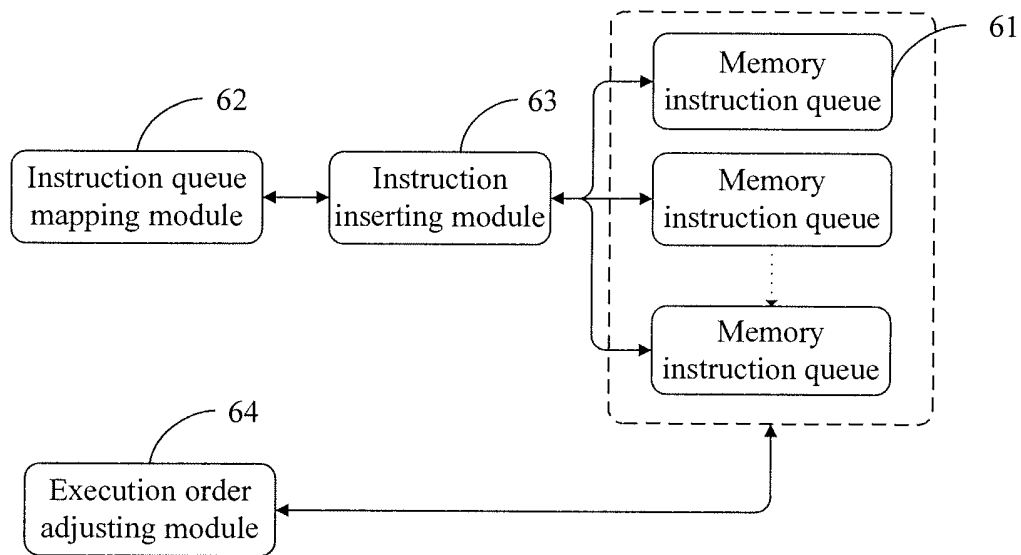 61
Memory
instruction queue
62
63
Instruction queue
mapping module
Instruction
inserting module
Memory
instruction queue
Memory
instruction queue
64
Execution order
adjusting module